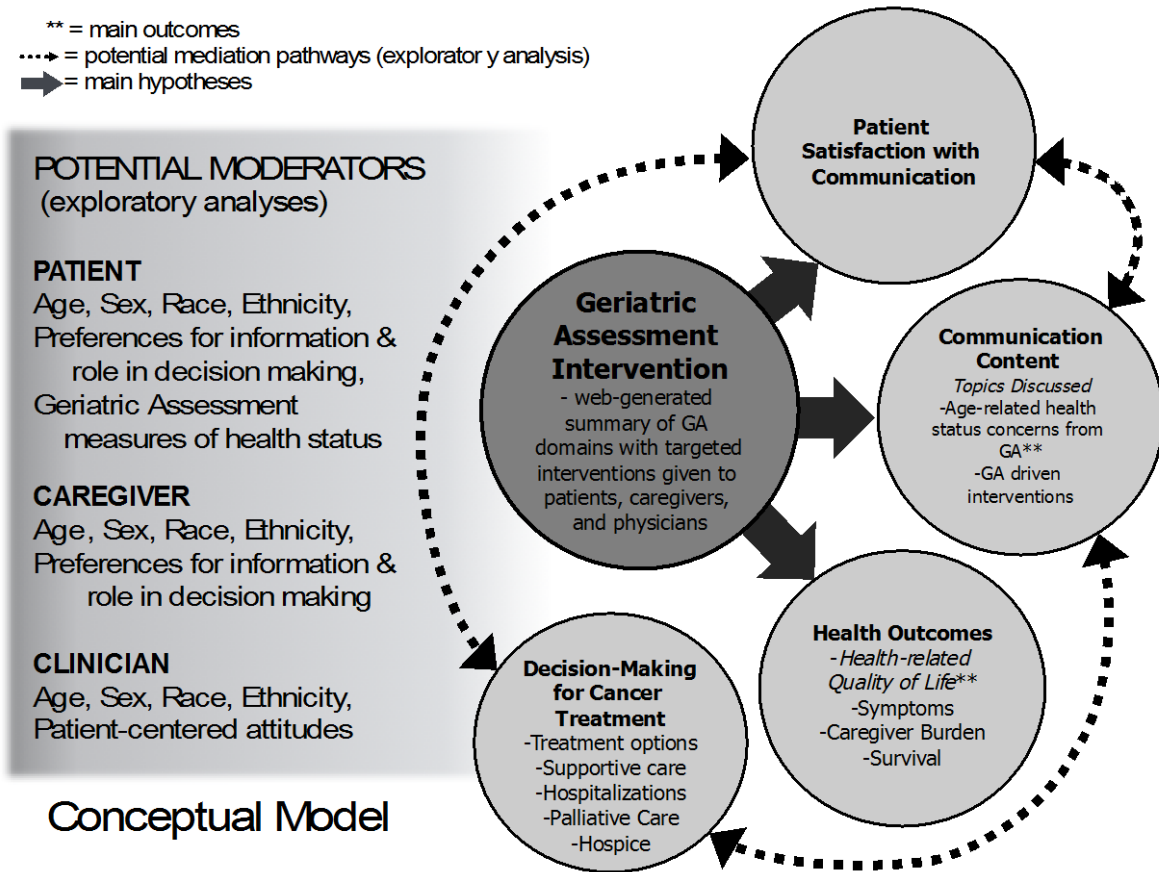 ** = main outcomes
= potential mediation pathways (explorator y analysis)
= main hypotheses
POTENTIAL MODERATORS
(exploratory analyses)
PATIENT
Age, Sex, Race, Ethnicity,
Preferences for information &
role in decision making,
Geriatric Assessment
measures of health status
CAREGIVER
Age, Sex, Race, Ethnicity,
Preferences for information &
role in decision making
CLINICIAN
Age, Sex, Race, Ethnicity,
Patient-centered attitudes
Conceptual Model
Patient
Satisfaction with
Communication
Geriatric
Assessment
Intervention
- web-generated
summary of GA
domains with targeted
interventions given to
patients, caregivers,
and physicians
Communication
Content
Topics Discussed
-Age-related health
status concerns from
GA**
-GA driven
interventions
Health Outcomes
-Health-related
Quality of Life**
-Symptoms
-Caregiver Burden
-Survival
Decision-Making
for Cancer
Treatment
-Treatment options
-Supportive care
-Hospitalizations
-Palliative Care
-Hospice